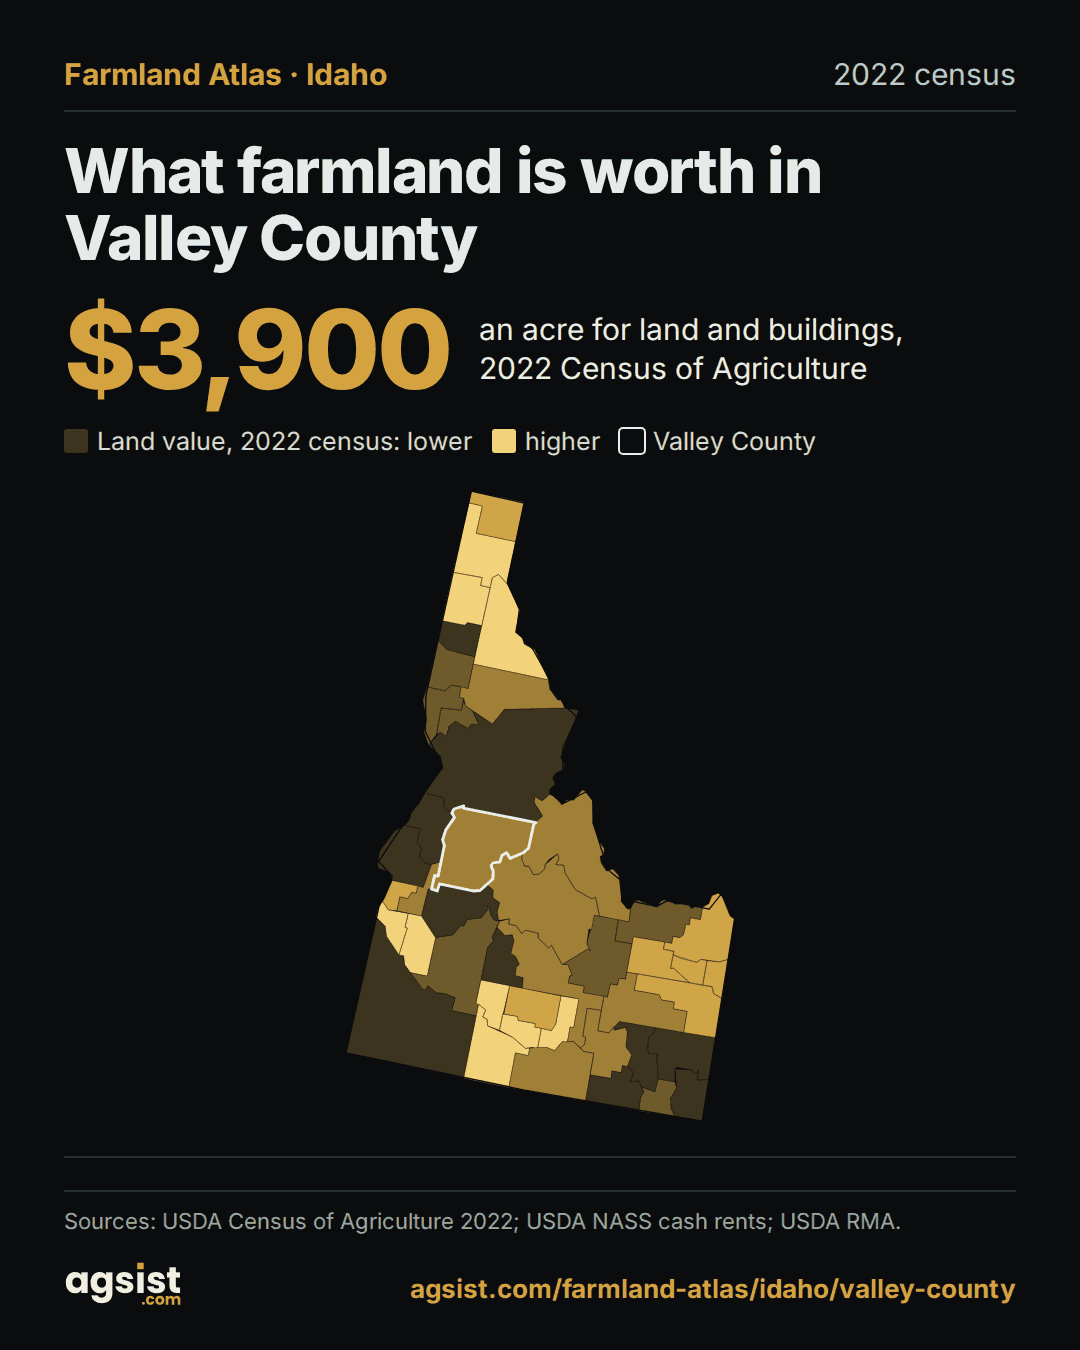 Farmland Atlas · Idaho
2022 census
What farmland is worth in
Valley County
$3,900
an acre for land and buildings,
2022 Census of Agriculture
Land value, 2022 census: lower higher Valley County
Sources: USDA Census of Agriculture 2022; USDA NASS cash rents; USDA RMA.
agsist
.com
agsist.com/farmland-atlas/idaho/valley-county